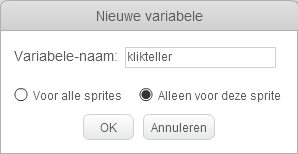 Nieuwe variabele
Variabele-naam: klikteller
Voor alle sprites Alleen voor deze sprite
OK Annuleren